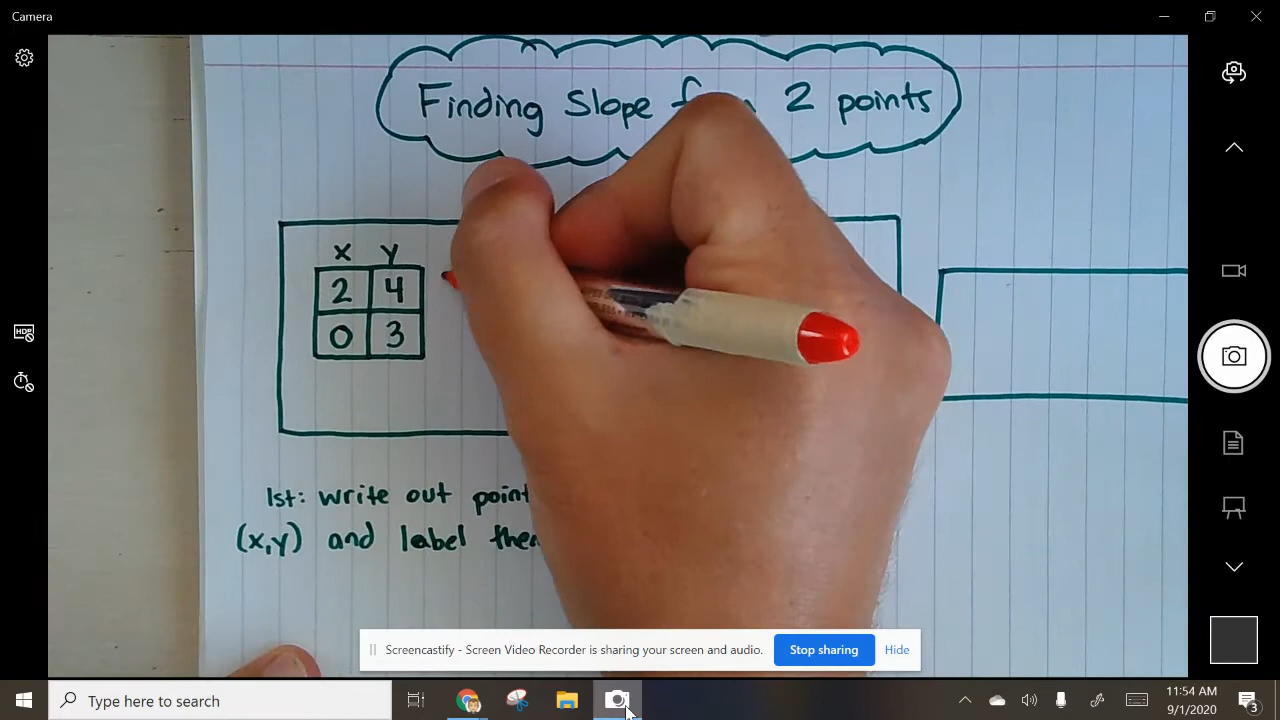 Camera
Finding Slope 2 points
x y
2 4
0 3
1st: write out point
(x,y) and label
Screencastify - Screen Video Recorder is sharing your screen and audio.
Stop sharing
Hide
Type here to search
11:54 AM
9/1/2020
3